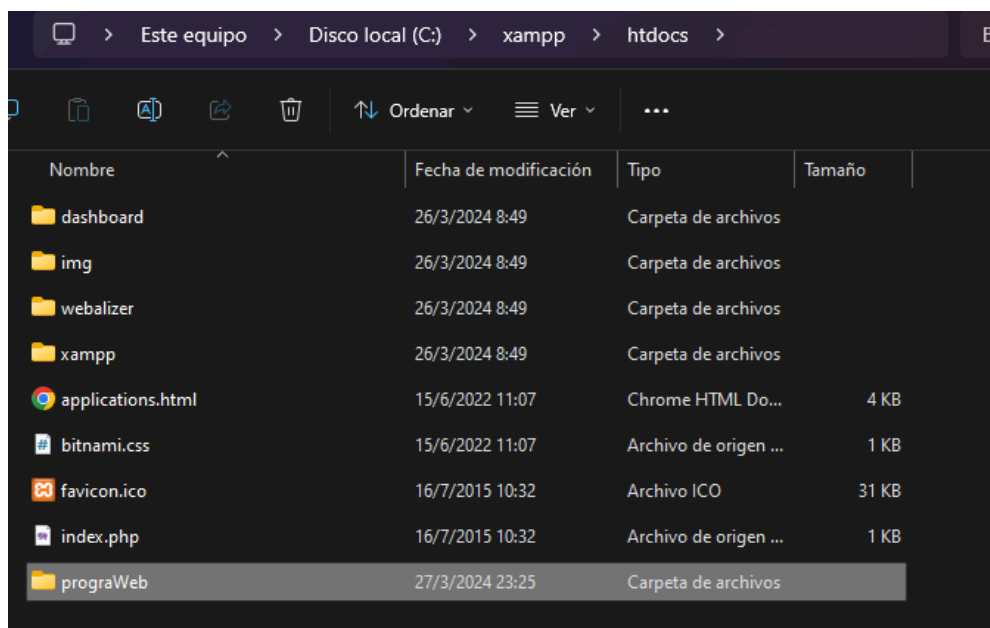 Este equipo > Disco local (C:) > xampp > htdocs >
Ordenar Ver ...
Nombre Fecha de modificación Tipo Tamaño
dashboard 26/3/2024 8:49 Carpeta de archivos
img 26/3/2024 8:49 Carpeta de archivos
webalizer 26/3/2024 8:49 Carpeta de archivos
xampp 26/3/2024 8:49 Carpeta de archivos
applications.html 15/6/2022 11:07 Chrome HTML Do... 4 KB
bitnami.css 15/6/2022 11:07 Archivo de origen ... 1 KB
favicon.ico 16/7/2015 10:32 Archivo ICO 31 KB
index.php 16/7/2015 10:32 Archivo de origen ... 1 KB
prograWeb 27/3/2024 23:25 Carpeta de archivos